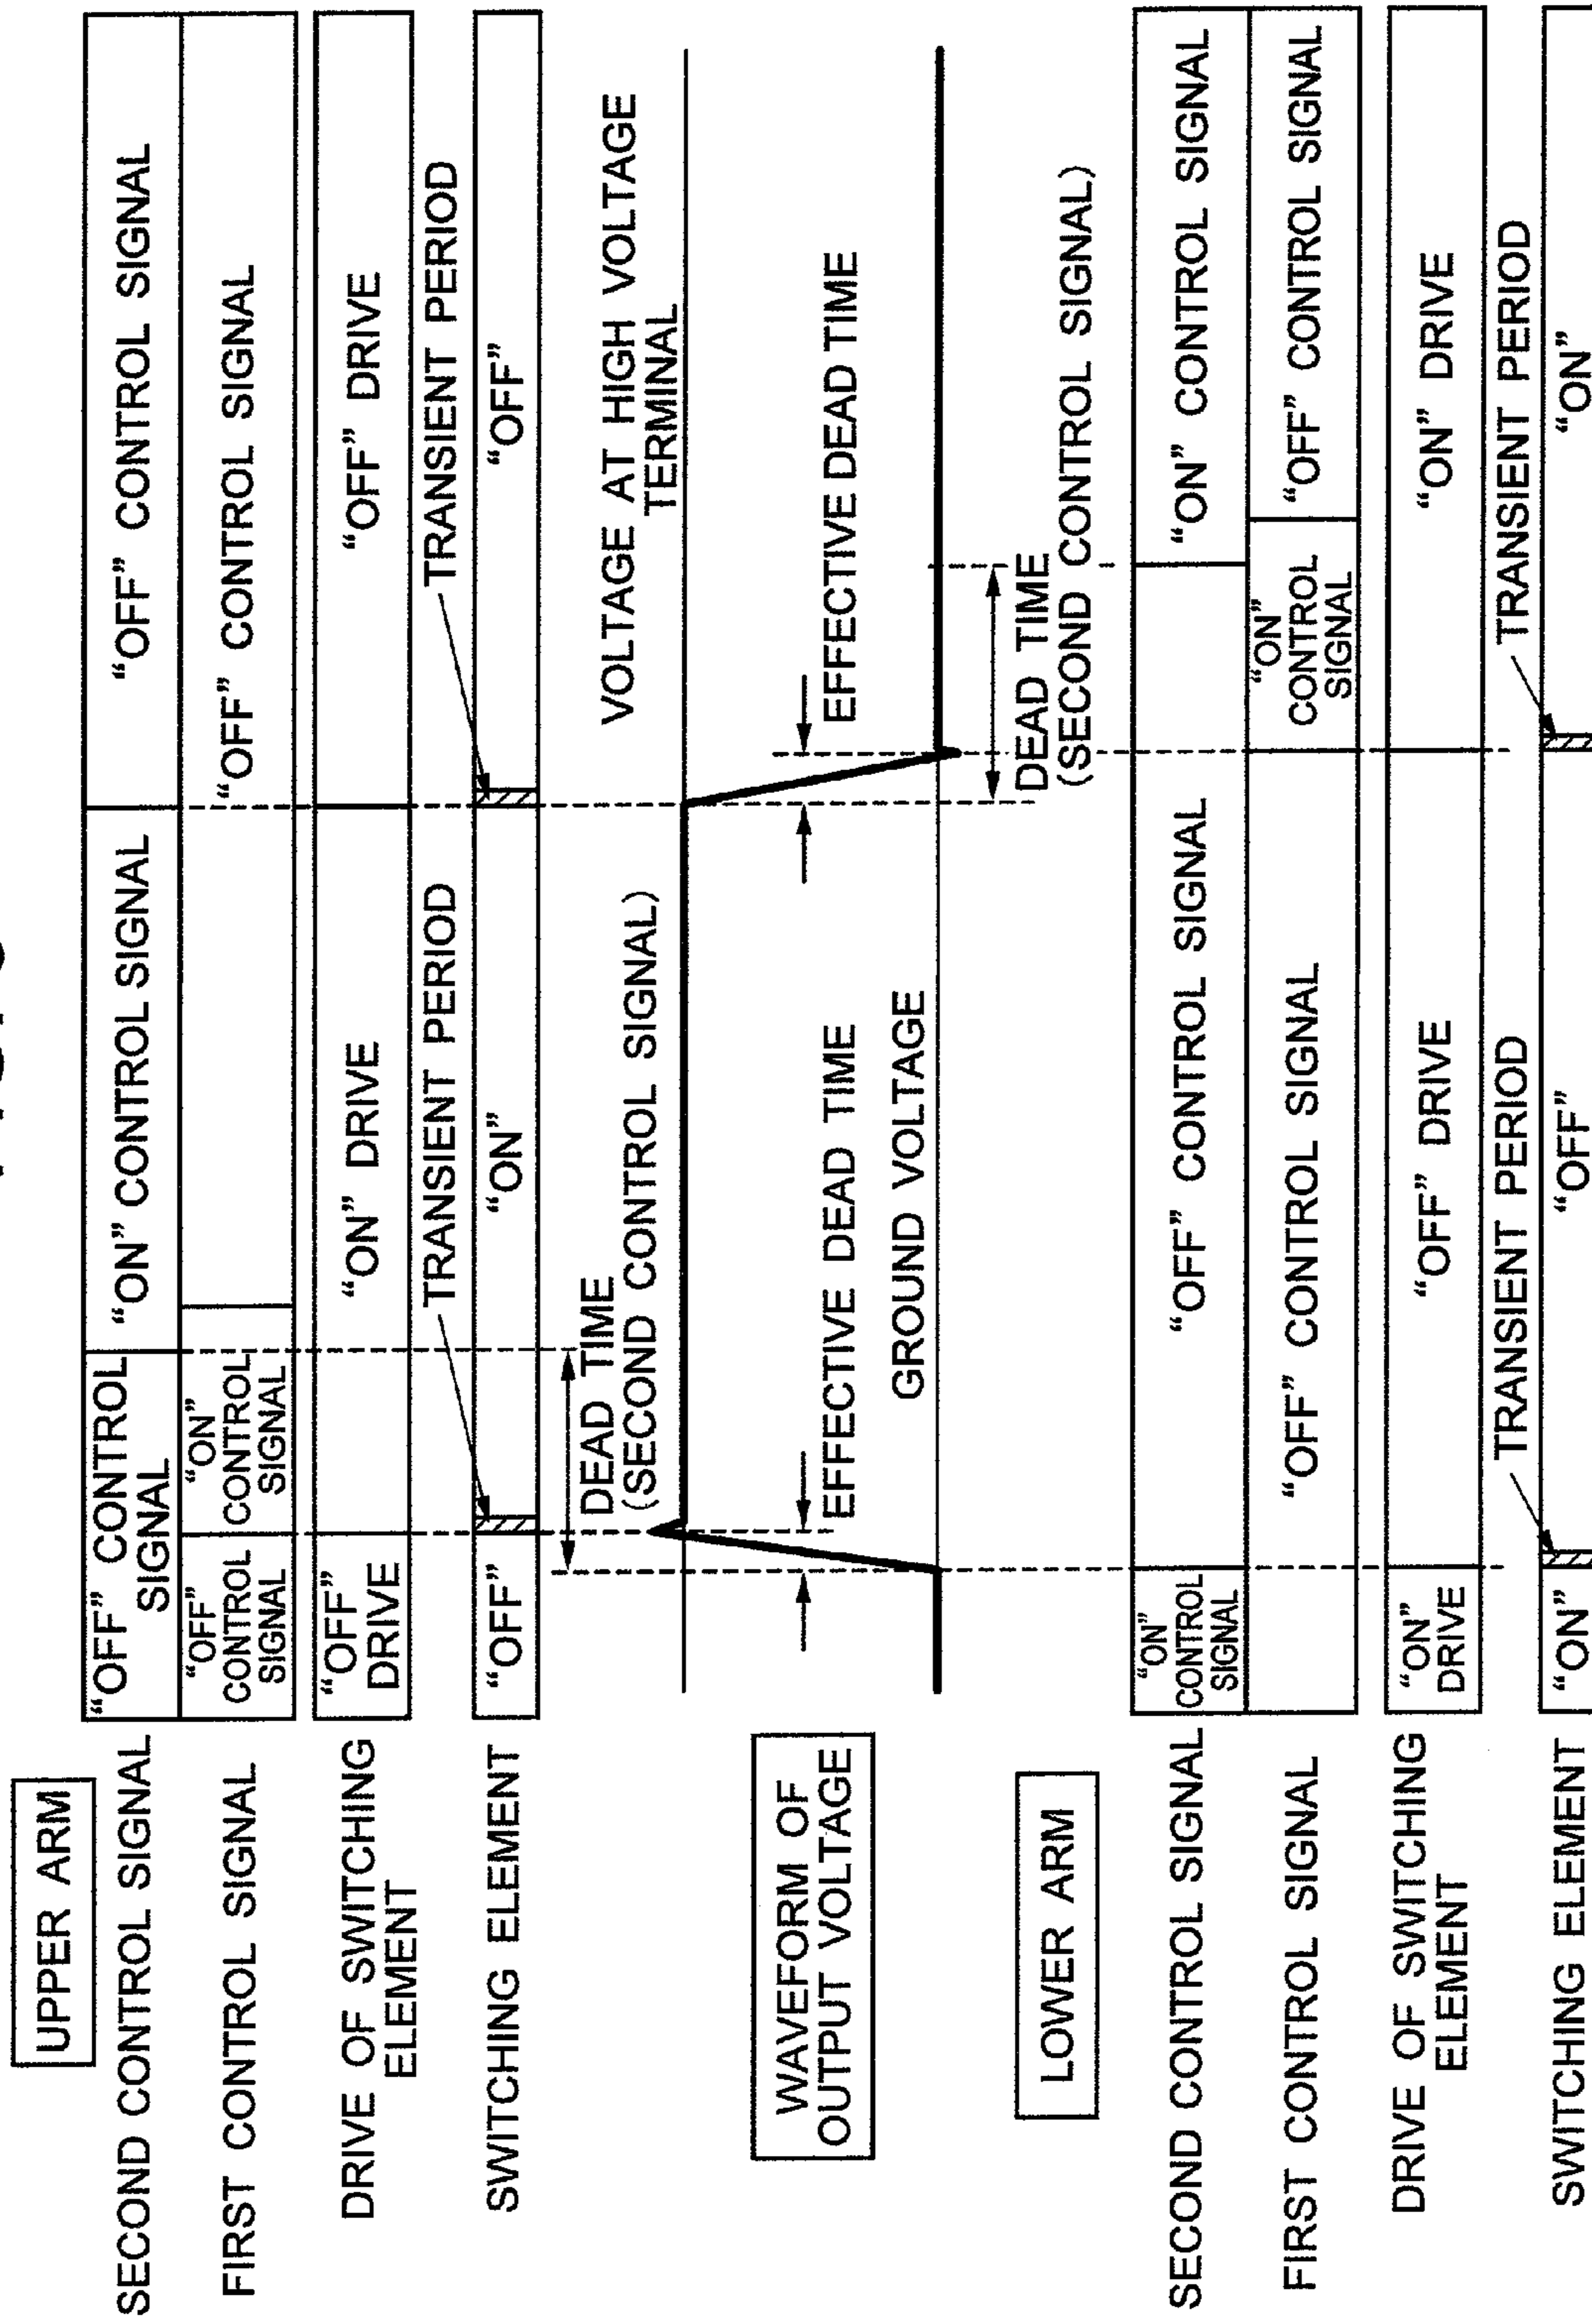 UPPER ARM
SECOND CONTROL SIGNAL
“OFF” CONTROL
SIGNAL
“ON” CONTROL SIGNAL
“OFF” CONTROL SIGNAL
FIRST CONTROL SIGNAL
“OFF”
CONTROL
SIGNAL
“ON”
CONTROL
SIGNAL
“OFF” CONTROL SIGNAL
DRIVE OF SWITCHING
ELEMENT
“OFF”
DRIVE
“ON” DRIVE
“OFF” DRIVE
TRANSIENT PERIOD
TRANSIENT PERIOD
SWITCHING ELEMENT
“OFF”
“ON”
“OFF”
DEAD TIME
(SECOND CONTROL SIGNAL)
VOLTAGE AT HIGH VOLTAGE
TERMINAL
WAVEFORM OF
OUTPUT VOLTAGE
EFFECTIVE DEAD TIME
EFFECTIVE DEAD TIME
GROUND VOLTAGE
DEAD TIME
(SECOND CONTROL SIGNAL)
LOWER ARM
SECOND CONTROL SIGNAL
“ON”
CONTROL
SIGNAL
“OFF” CONTROL SIGNAL
“ON” CONTROL SIGNAL
FIRST CONTROL SIGNAL
“OFF” CONTROL SIGNAL
“ON”
CONTROL
SIGNAL
“OFF” CONTROL SIGNAL
DRIVE OF SWITCHING
ELEMENT
“ON”
DRIVE
“OFF” DRIVE
“ON” DRIVE
TRANSIENT PERIOD
TRANSIENT PERIOD
SWITCHING ELEMENT
“ON”
“OFF”
“ON”